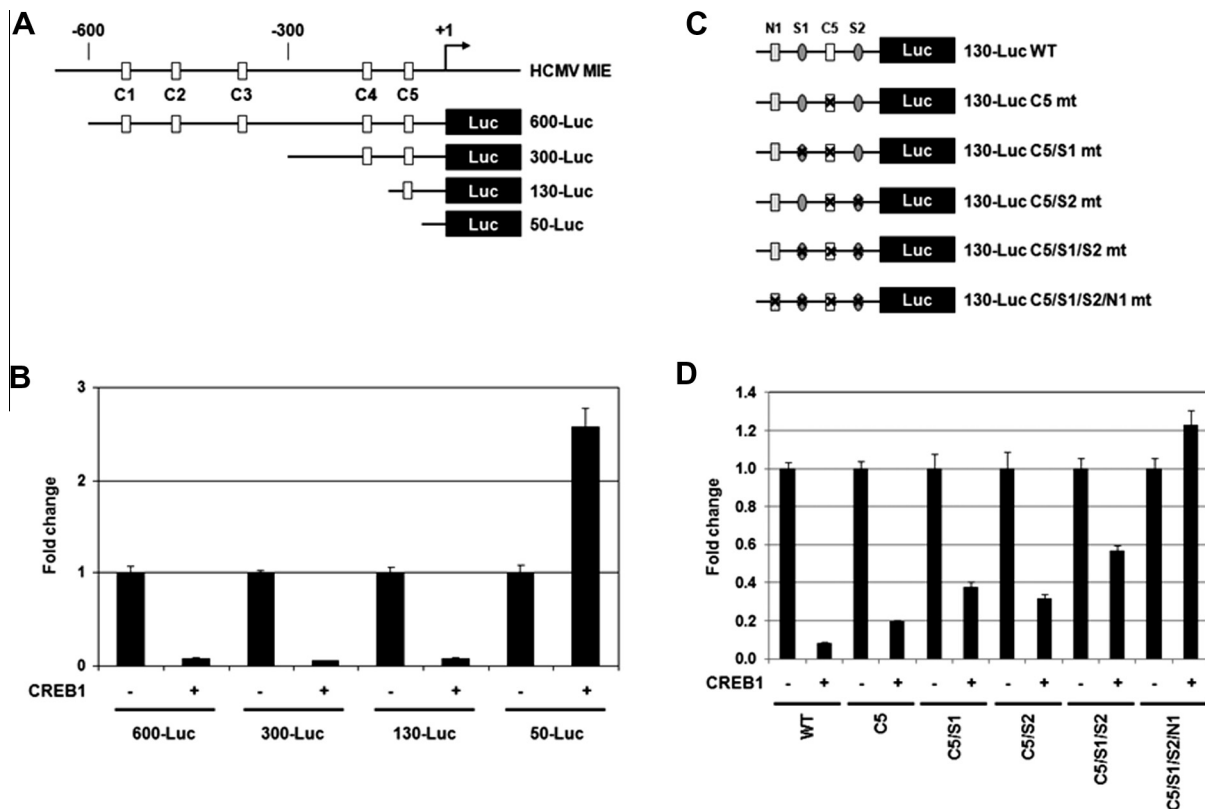 A
-600
-300
+1
HCMV MIE
C1 C2 C3 C4 C5
Luc 600-Luc
Luc 300-Luc
Luc 130-Luc
Luc 50-Luc
B
Fold change
3
2
1
0
CREB1 - + - + - + - +
600-Luc 300-Luc 130-Luc 50-Luc
C
N1 S1 C5 S2
Luc 130-Luc WT
Luc 130-Luc C5 mt
Luc 130-Luc C5/S1 mt
Luc 130-Luc C5/S2 mt
Luc 130-Luc C5/S1/S2 mt
Luc 130-Luc C5/S1/S2/N1 mt
D
Fold change
1.4
1.2
1.0
0.8
0.6
0.4
0.2
0.0
CREB1 - + - + - + - + - + - +
WT
C5
C5/S1
C5/S2
C5/S1/S2
C5/S1/S2/N1